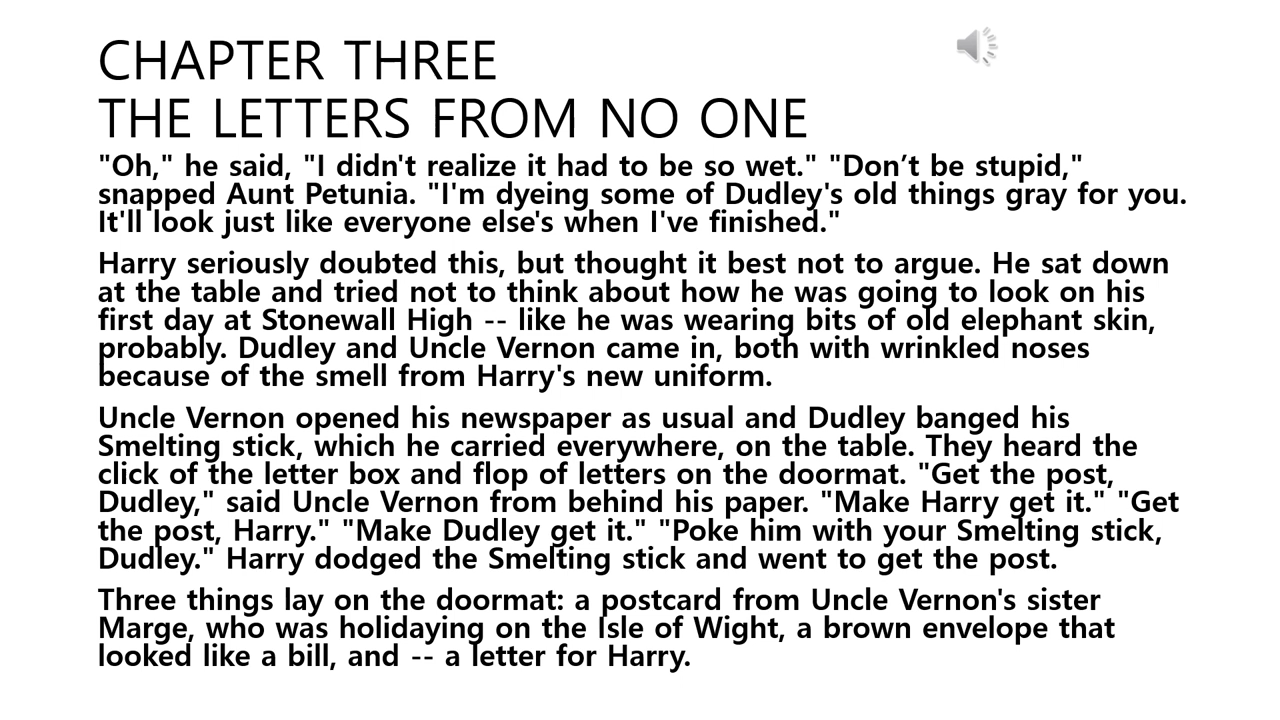 CHAPTER THREE
THE LETTERS FROM NO ONE
"Oh," he said, "I didn't realize it had to be so wet." "Don’t be stupid,"
snapped Aunt Petunia. "I'm dyeing some of Dudley's old things gray for you.
It'll look just like everyone else's when I've finished."
Harry seriously doubted this, but thought it best not to argue. He sat down
at the table and tried not to think about how he was going to look on his
first day at Stonewall High -- like he was wearing bits of old elephant skin,
probably. Dudley and Uncle Vernon came in, both with wrinkled noses
because of the smell from Harry's new uniform.
Uncle Vernon opened his newspaper as usual and Dudley banged his
Smelting stick, which he carried everywhere, on the table. They heard the
click of the letter box and flop of letters on the doormat. "Get the post,
Dudley," said Uncle Vernon from behind his paper. "Make Harry get it." "Get
the post, Harry." "Make Dudley get it." "Poke him with your Smelting stick,
Dudley." Harry dodged the Smelting stick and went to get the post.
Three things lay on the doormat: a postcard from Uncle Vernon's sister
Marge, who was holidaying on the Isle of Wight, a brown envelope that
looked like a bill, and -- a letter for Harry.